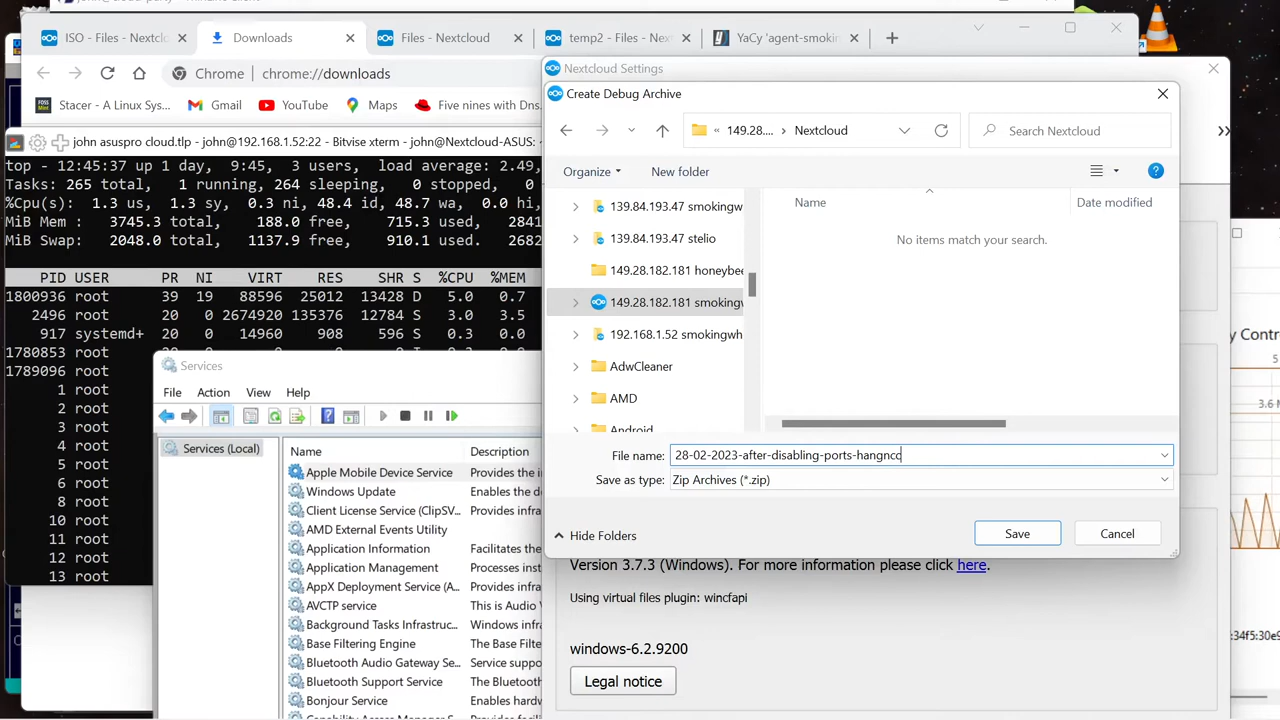 ISO - Files - Nextcl
Downloads
Files - Nextcloud
temp2 - Files - Nex
YaCy 'agent-smokin
Chrome
chrome://downloads
Stacer - A Linux Sys...
Gmail
YouTube
Maps
Five nines with Dns.
john asuspro cloud.tlp - john@192.168.1.52:22 - Bitvise xterm - john@Nextcloud-ASUS: ~
top - 12:45:37 up 1 day, 9:45, 3 users, load average: 2.49,
Tasks: 265 total, 1 running, 264 sleeping, 0 stopped, 0
%Cpu(s): 1.3 us, 1.3 sy, 0.3 ni, 48.4 id, 48.7 wa, 0.0 hi,
MiB Mem : 3745.3 total, 188.0 free, 715.3 used. 2841
MiB Swap: 2048.0 total, 1137.9 free, 910.1 used. 2682
PID USER PR NI VIRT RES SHR S %CPU %MEM
1800936 root 39 19 88596 25012 13428 D 5.0 0.7
2496 root 20 0 2674920 135376 12784 S 3.0 3.5
917 systemd+ 20 0 14960 908 596 S 0.3 0.0
1780853 root
1789096 root
1 root
2 root
3 root
4 root
5 root
6 root
7 root
8 root
10 root
11 root
12 root
13 root
Services
File Action View Help
Services (Local)
Name Description
Apple Mobile Device Service Provides the in
Windows Update Enables the de
Client License Service (ClipSV... Provides infra
AMD External Events Utility
Application Information Facilitates the
Application Management Processes inst
AppX Deployment Service (A... Provides infra
AVCTP service This is Audio V
Background Tasks Infrastruc... Windows infra
Base Filtering Engine The Base Filter
Bluetooth Audio Gateway Se... Service suppo
Bluetooth Support Service The Bluetooth
Bonjour Service Enables hardw
Nextcloud Settings
Create Debug Archive
« 149.28.... › Nextcloud
Search Nextcloud
Organize
New folder
139.84.193.47 smokingw
139.84.193.47 stelio
149.28.182.181 honeybee
149.28.182.181 smokingw
192.168.1.52 smokingwh
AdwCleaner
AMD
Android
Name Date modified
No items match your search.
File name: 28-02-2023-after-disabling-ports-hangncc
Save as type: Zip Archives (*.zip)
Hide Folders
Save
Cancel
Version 3.7.3 (Windows). For more information please click here.
Using virtual files plugin: wincfapi
windows-6.2.9200
Legal notice
y Control
5
3.6 M
:34f5:30e9